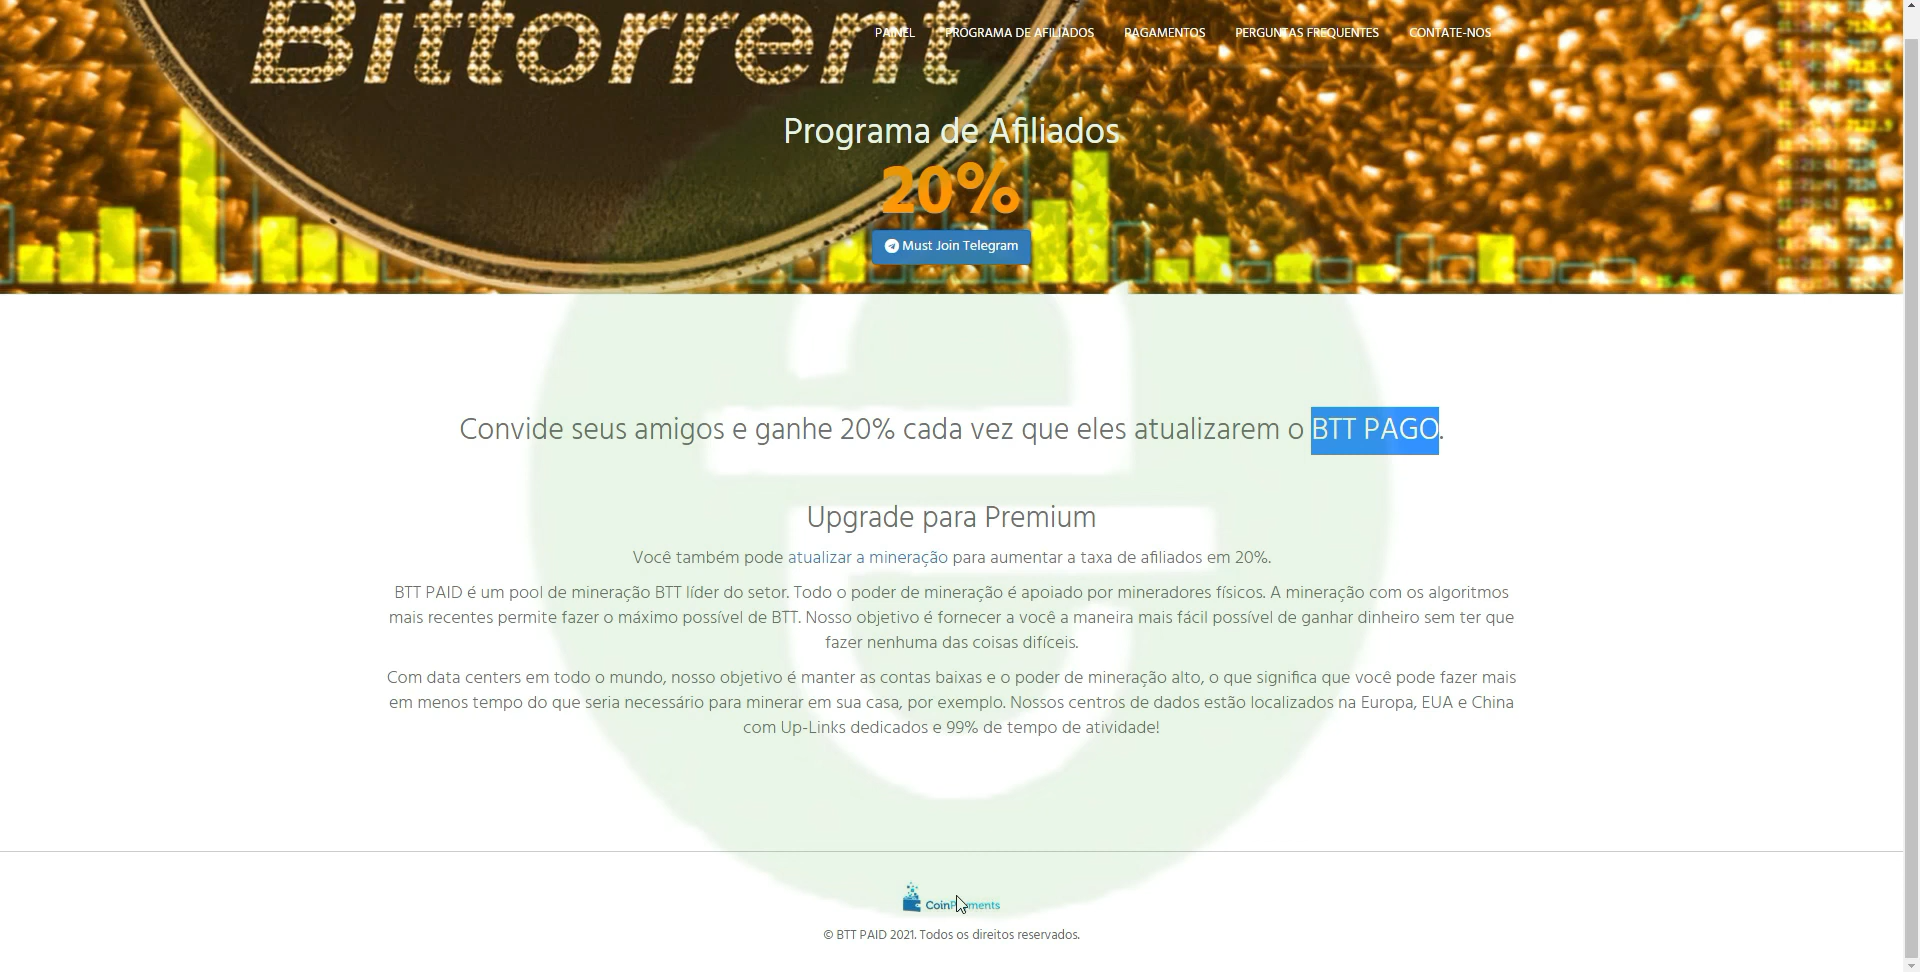 Bittorrent
PAINEL PROGRAMA DE AFILIADOS PAGAMENTOS PERGUNTAS FREQUENTES CONTATE-NOS
Programa de Afiliados
20%
Must Join Telegram
Convide seus amigos e ganhe 20% cada vez que eles atualizarem o BTT PAGO.
Upgrade para Premium
Você também pode atualizar a mineração para aumentar a taxa de afiliados em 20%.
BTT PAID é um pool de mineração BTT líder do setor. Todo o poder de mineração é apoiado por mineradores físicos. A mineração com os algoritmos
mais recentes permite fazer o máximo possível de BTT. Nosso objetivo é fornecer a você a maneira mais fácil possível de ganhar dinheiro sem ter que
fazer nenhuma das coisas difíceis.
Com data centers em todo o mundo, nosso objetivo é manter as contas baixas e o poder de mineração alto, o que significa que você pode fazer mais
em menos tempo do que seria necessário para minerar em sua casa, por exemplo. Nossos centros de dados estão localizados na Europa, EUA e China
com Up-Links dedicados e 99% de tempo de atividade!
CoinPayments
© BTT PAID 2021. Todos os direitos reservados.